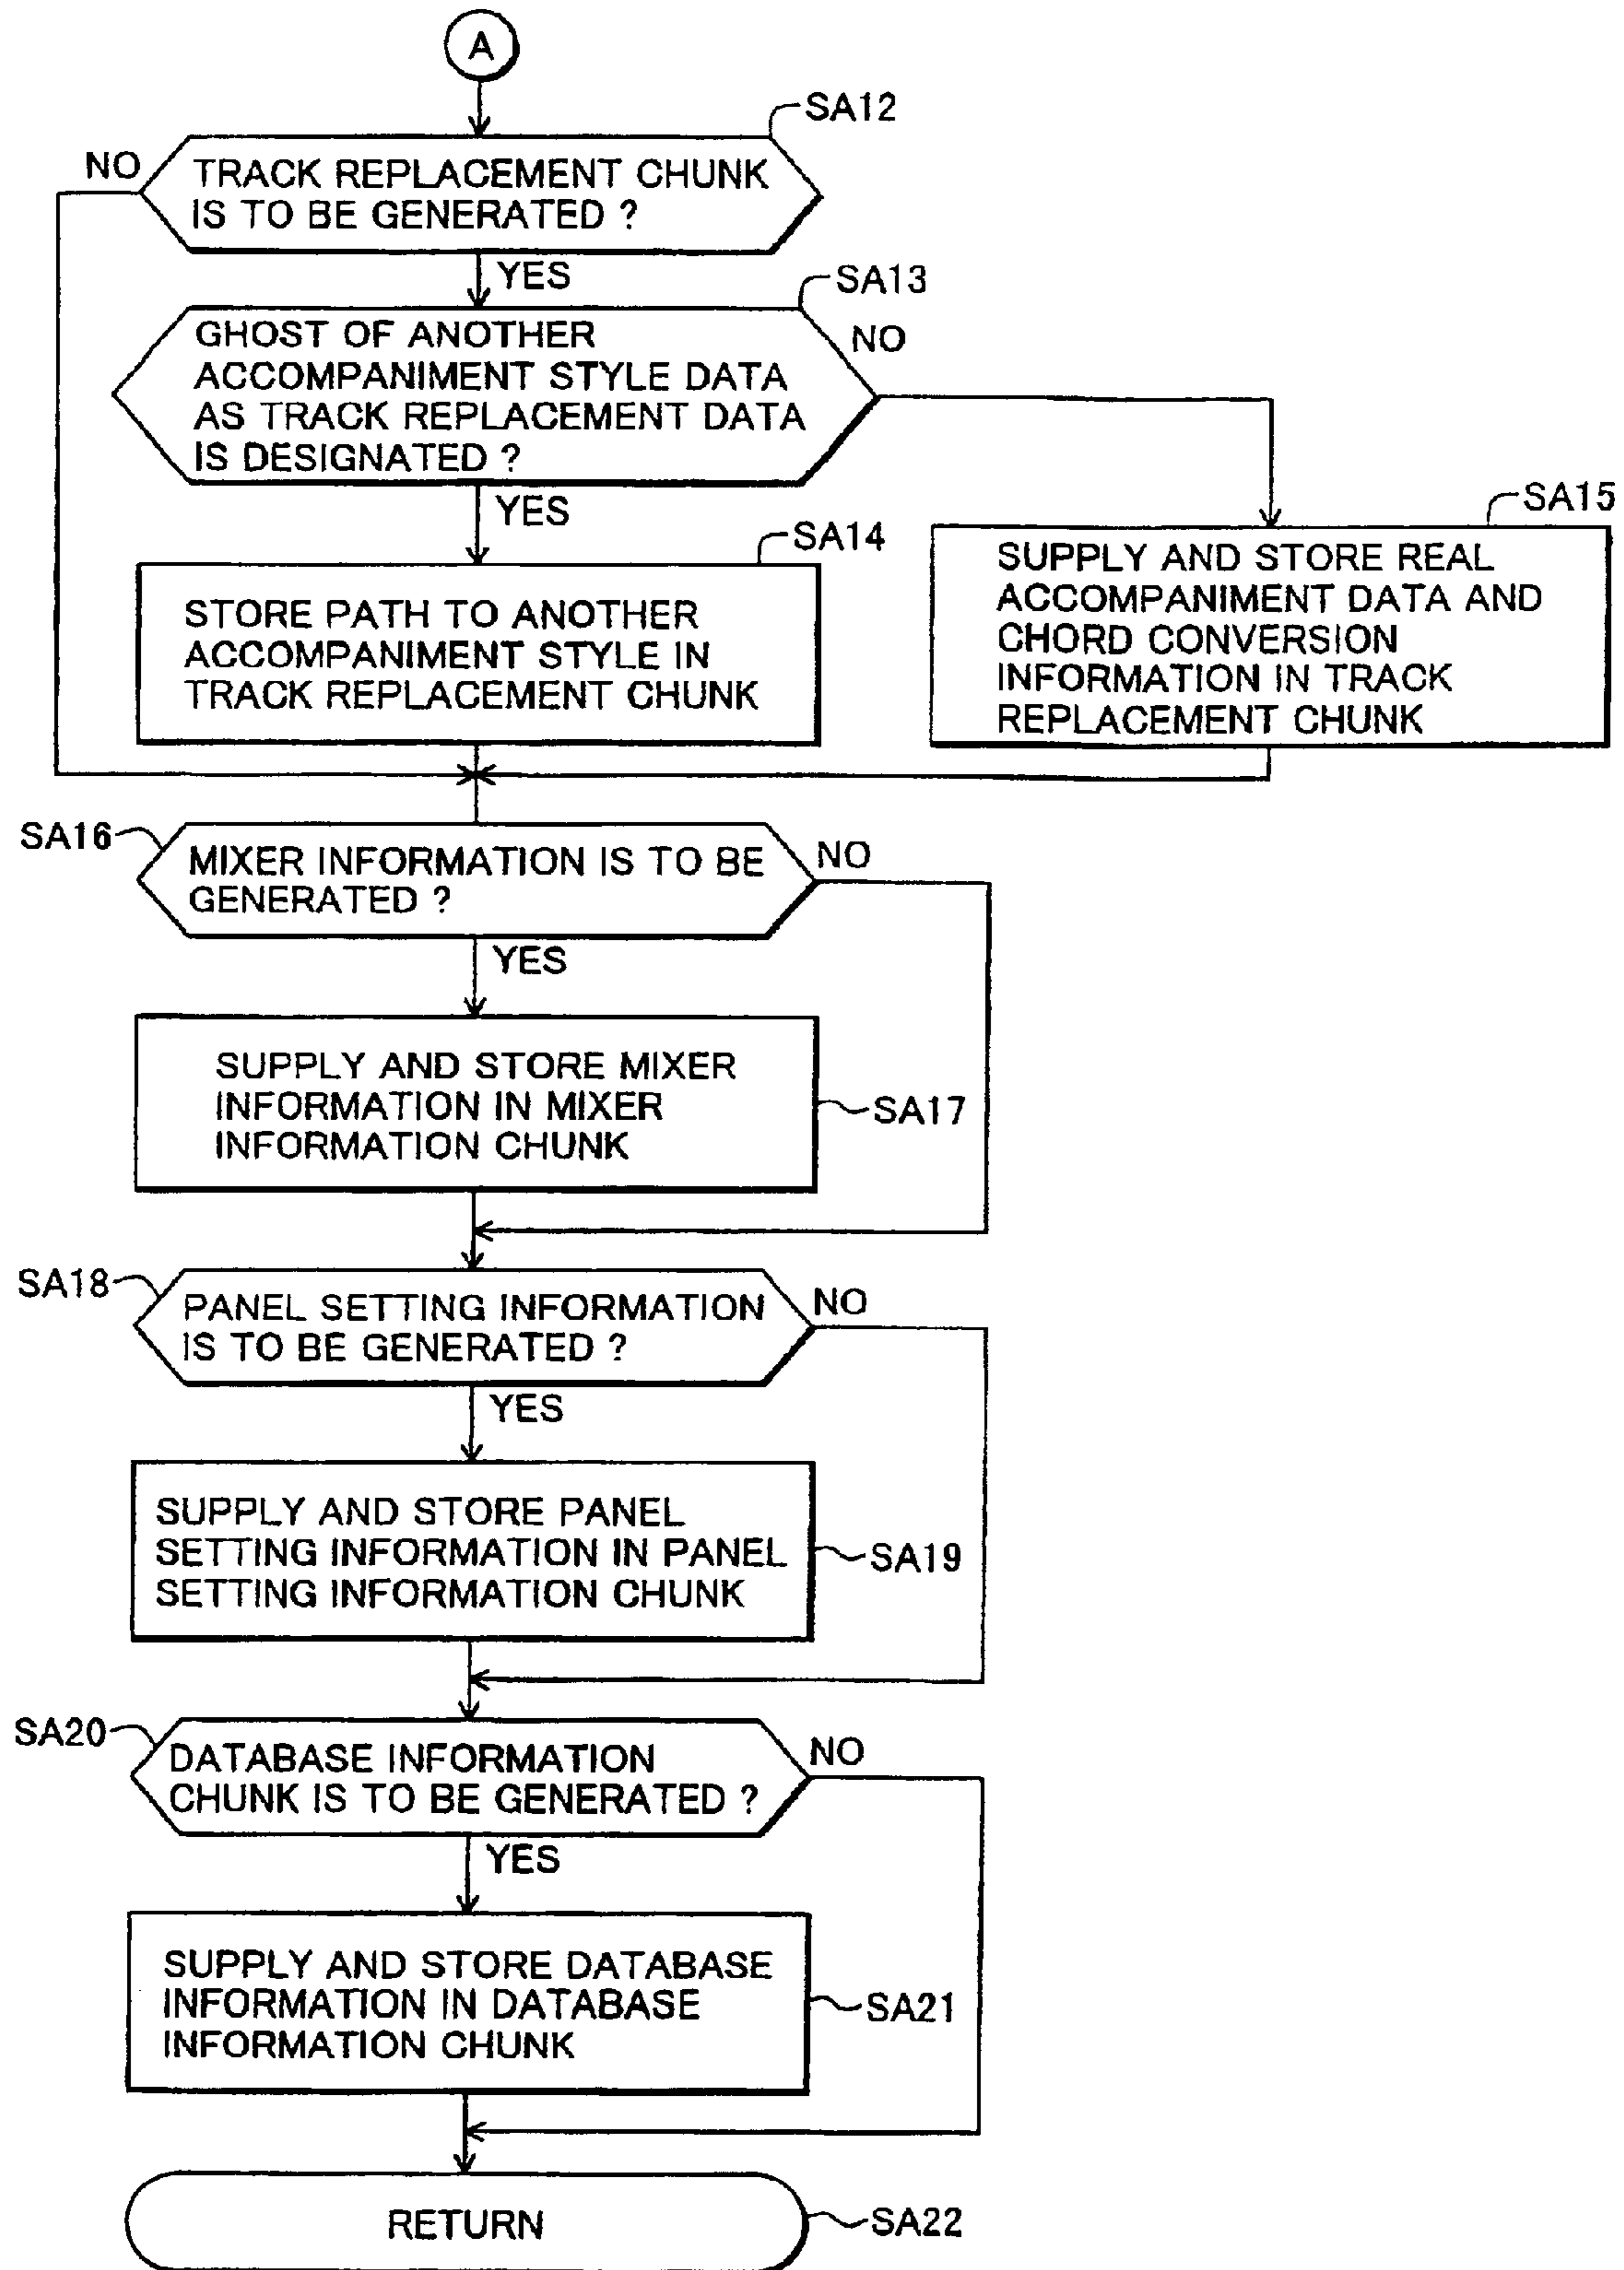 A
SA12
NO
TRACK REPLACEMENT CHUNK
IS TO BE GENERATED ?
YES
SA13
GHOST OF ANOTHER
ACCOMPANIMENT STYLE DATA
AS TRACK REPLACEMENT DATA
IS DESIGNATED ?
NO
YES
SA14
STORE PATH TO ANOTHER
ACCOMPANIMENT STYLE IN
TRACK REPLACEMENT CHUNK
SA15
SUPPLY AND STORE REAL
ACCOMPANIMENT DATA AND
CHORD CONVERSION
INFORMATION IN TRACK
REPLACEMENT CHUNK
SA16
MIXER INFORMATION IS TO BE
GENERATED ?
NO
YES
SUPPLY AND STORE MIXER
INFORMATION IN MIXER
INFORMATION CHUNK
SA17
SA18
PANEL SETTING INFORMATION
IS TO BE GENERATED ?
NO
YES
SUPPLY AND STORE PANEL
SETTING INFORMATION IN PANEL
SETTING INFORMATION CHUNK
SA19
SA20
DATABASE INFORMATION
CHUNK IS TO BE GENERATED ?
NO
YES
SUPPLY AND STORE DATABASE
INFORMATION IN DATABASE
INFORMATION CHUNK
SA21
RETURN
SA22